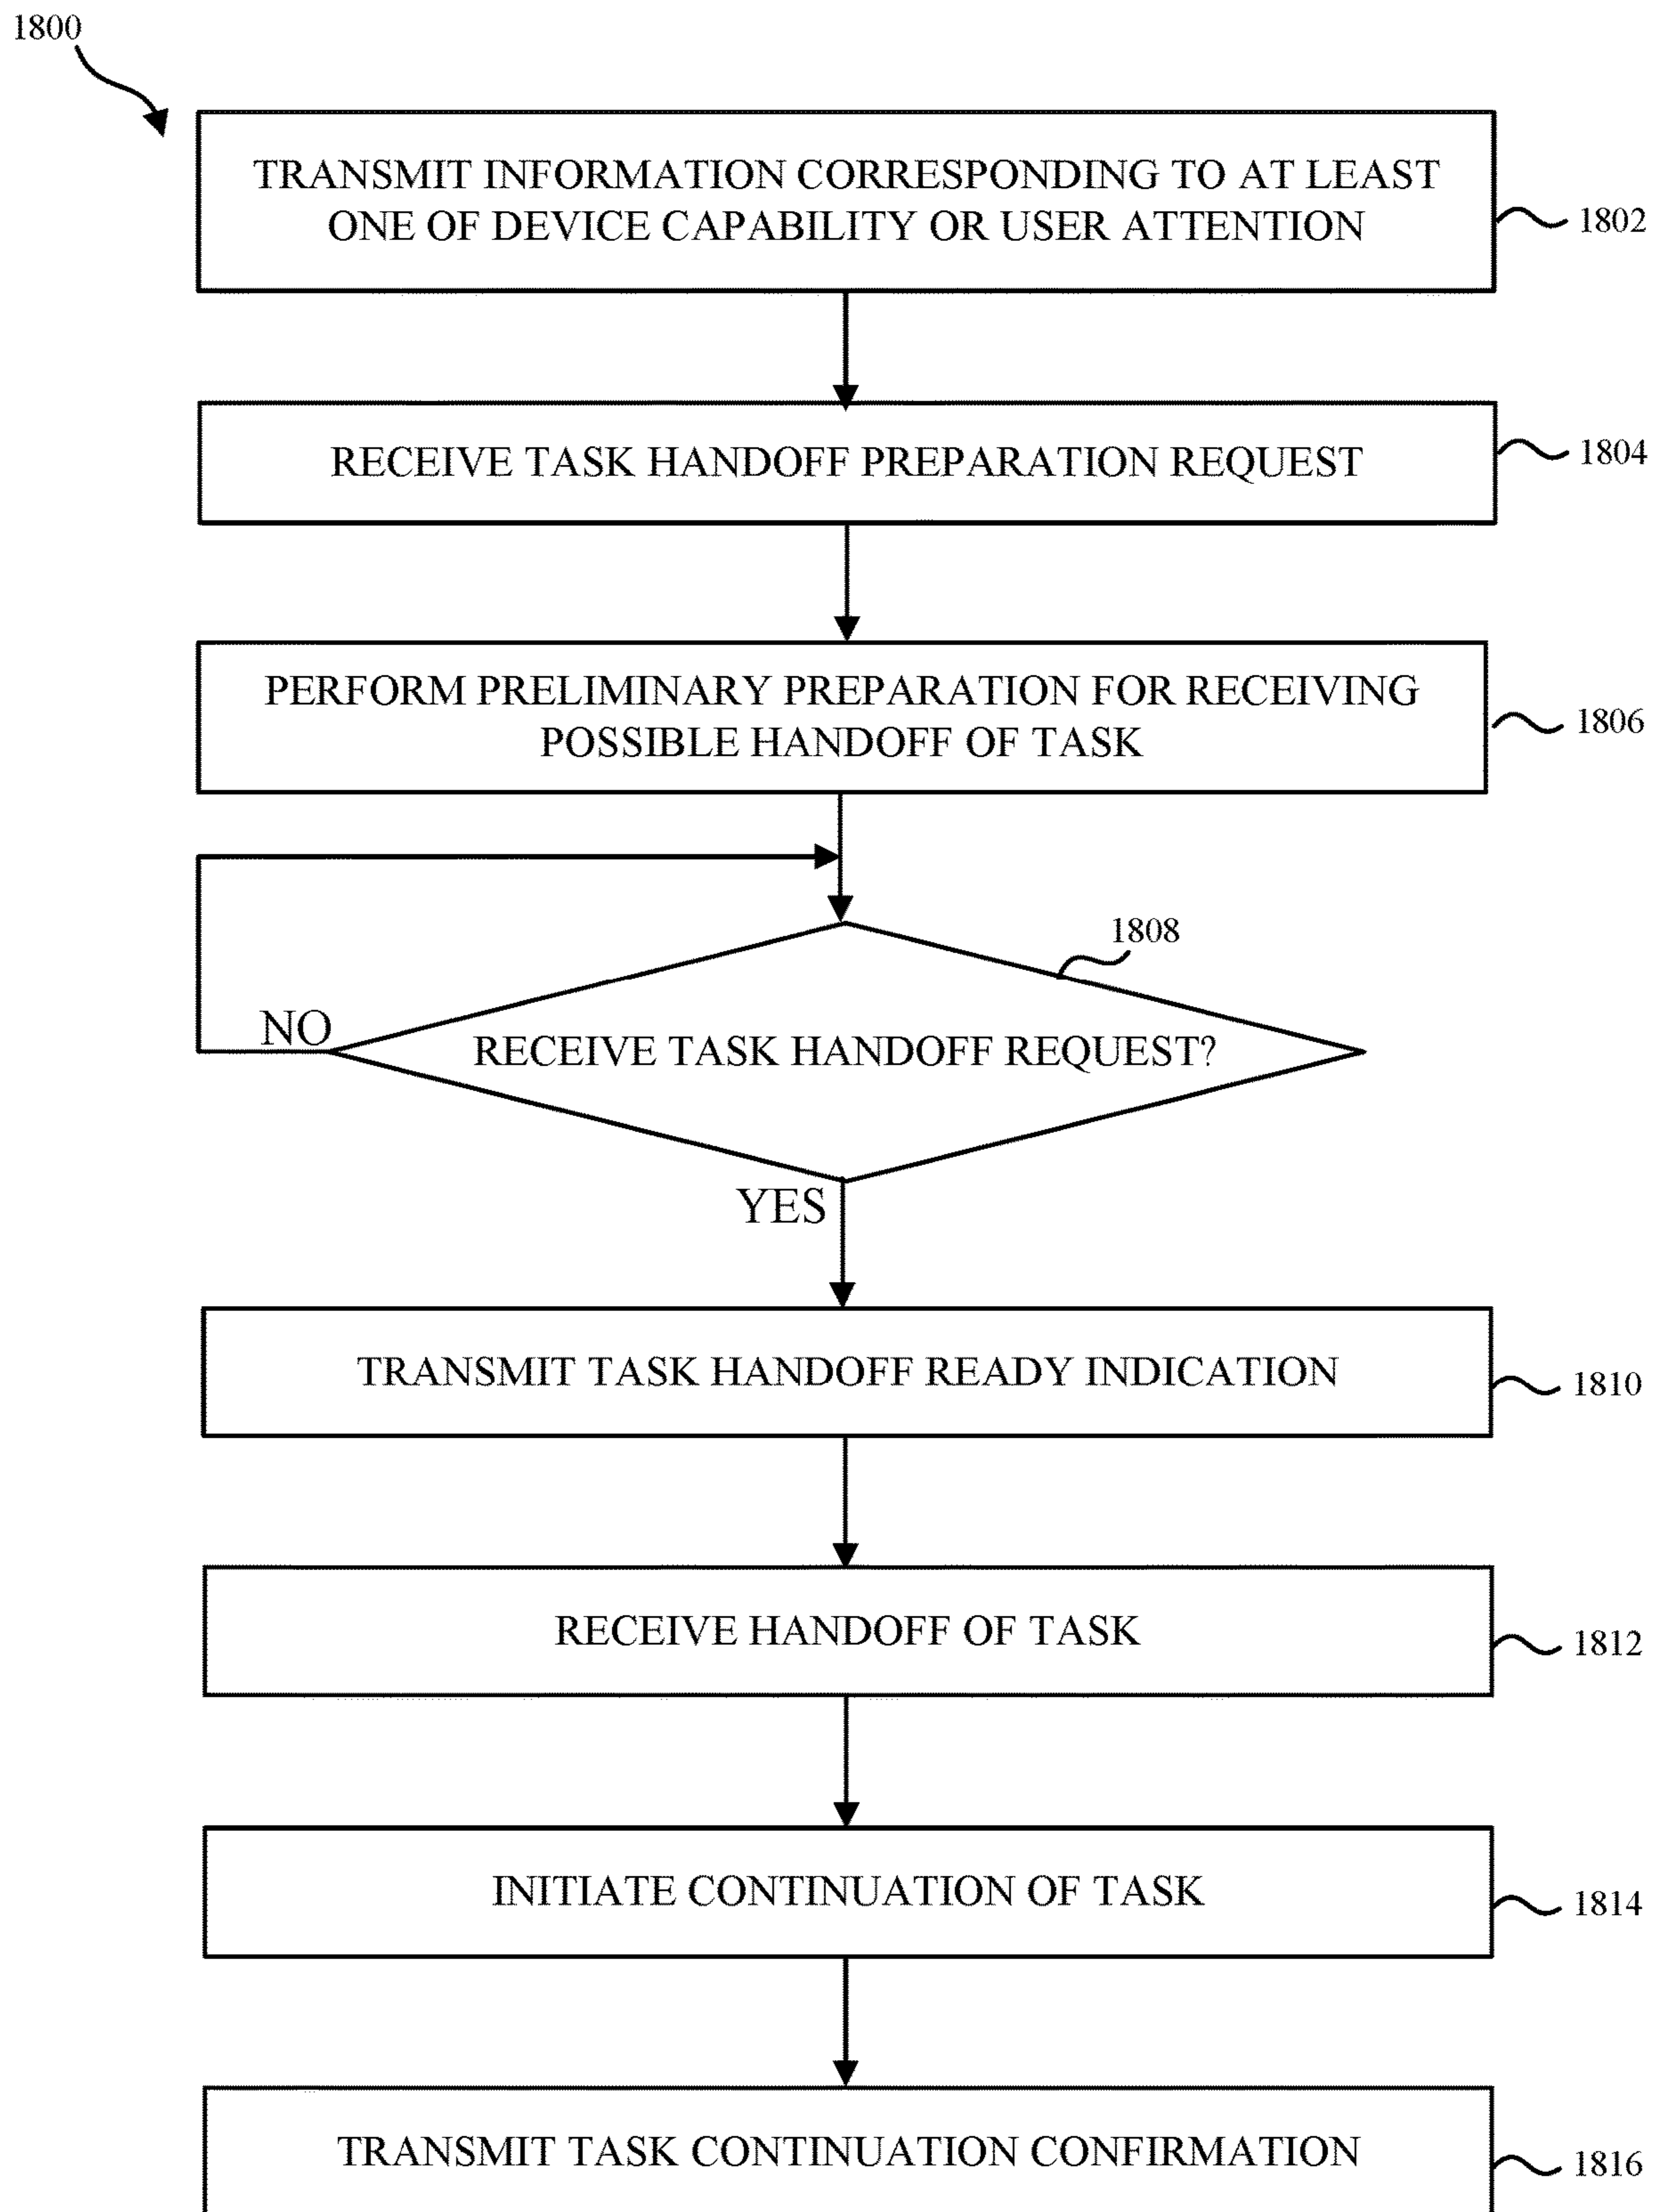 1800
TRANSMIT INFORMATION CORRESPONDING TO AT LEAST
ONE OF DEVICE CAPABILITY OR USER ATTENTION
1802
RECEIVE TASK HANDOFF PREPARATION REQUEST
1804
PERFORM PRELIMINARY PREPARATION FOR RECEIVING
POSSIBLE HANDOFF OF TASK
1806
1808
NO
RECEIVE TASK HANDOFF REQUEST?
YES
TRANSMIT TASK HANDOFF READY INDICATION
1810
RECEIVE HANDOFF OF TASK
1812
INITIATE CONTINUATION OF TASK
1814
TRANSMIT TASK CONTINUATION CONFIRMATION
1816